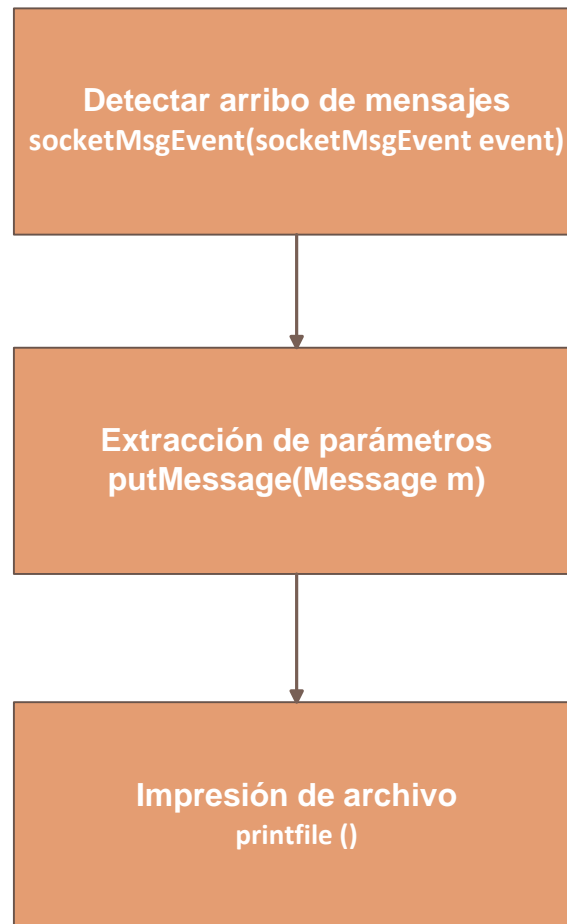 Detectar arribo de mensajes
socketMsgEvent(socketMsgEvent event)
Extracción de parámetros
putMessage(Message m)
Impresión de archivo
printfile ()